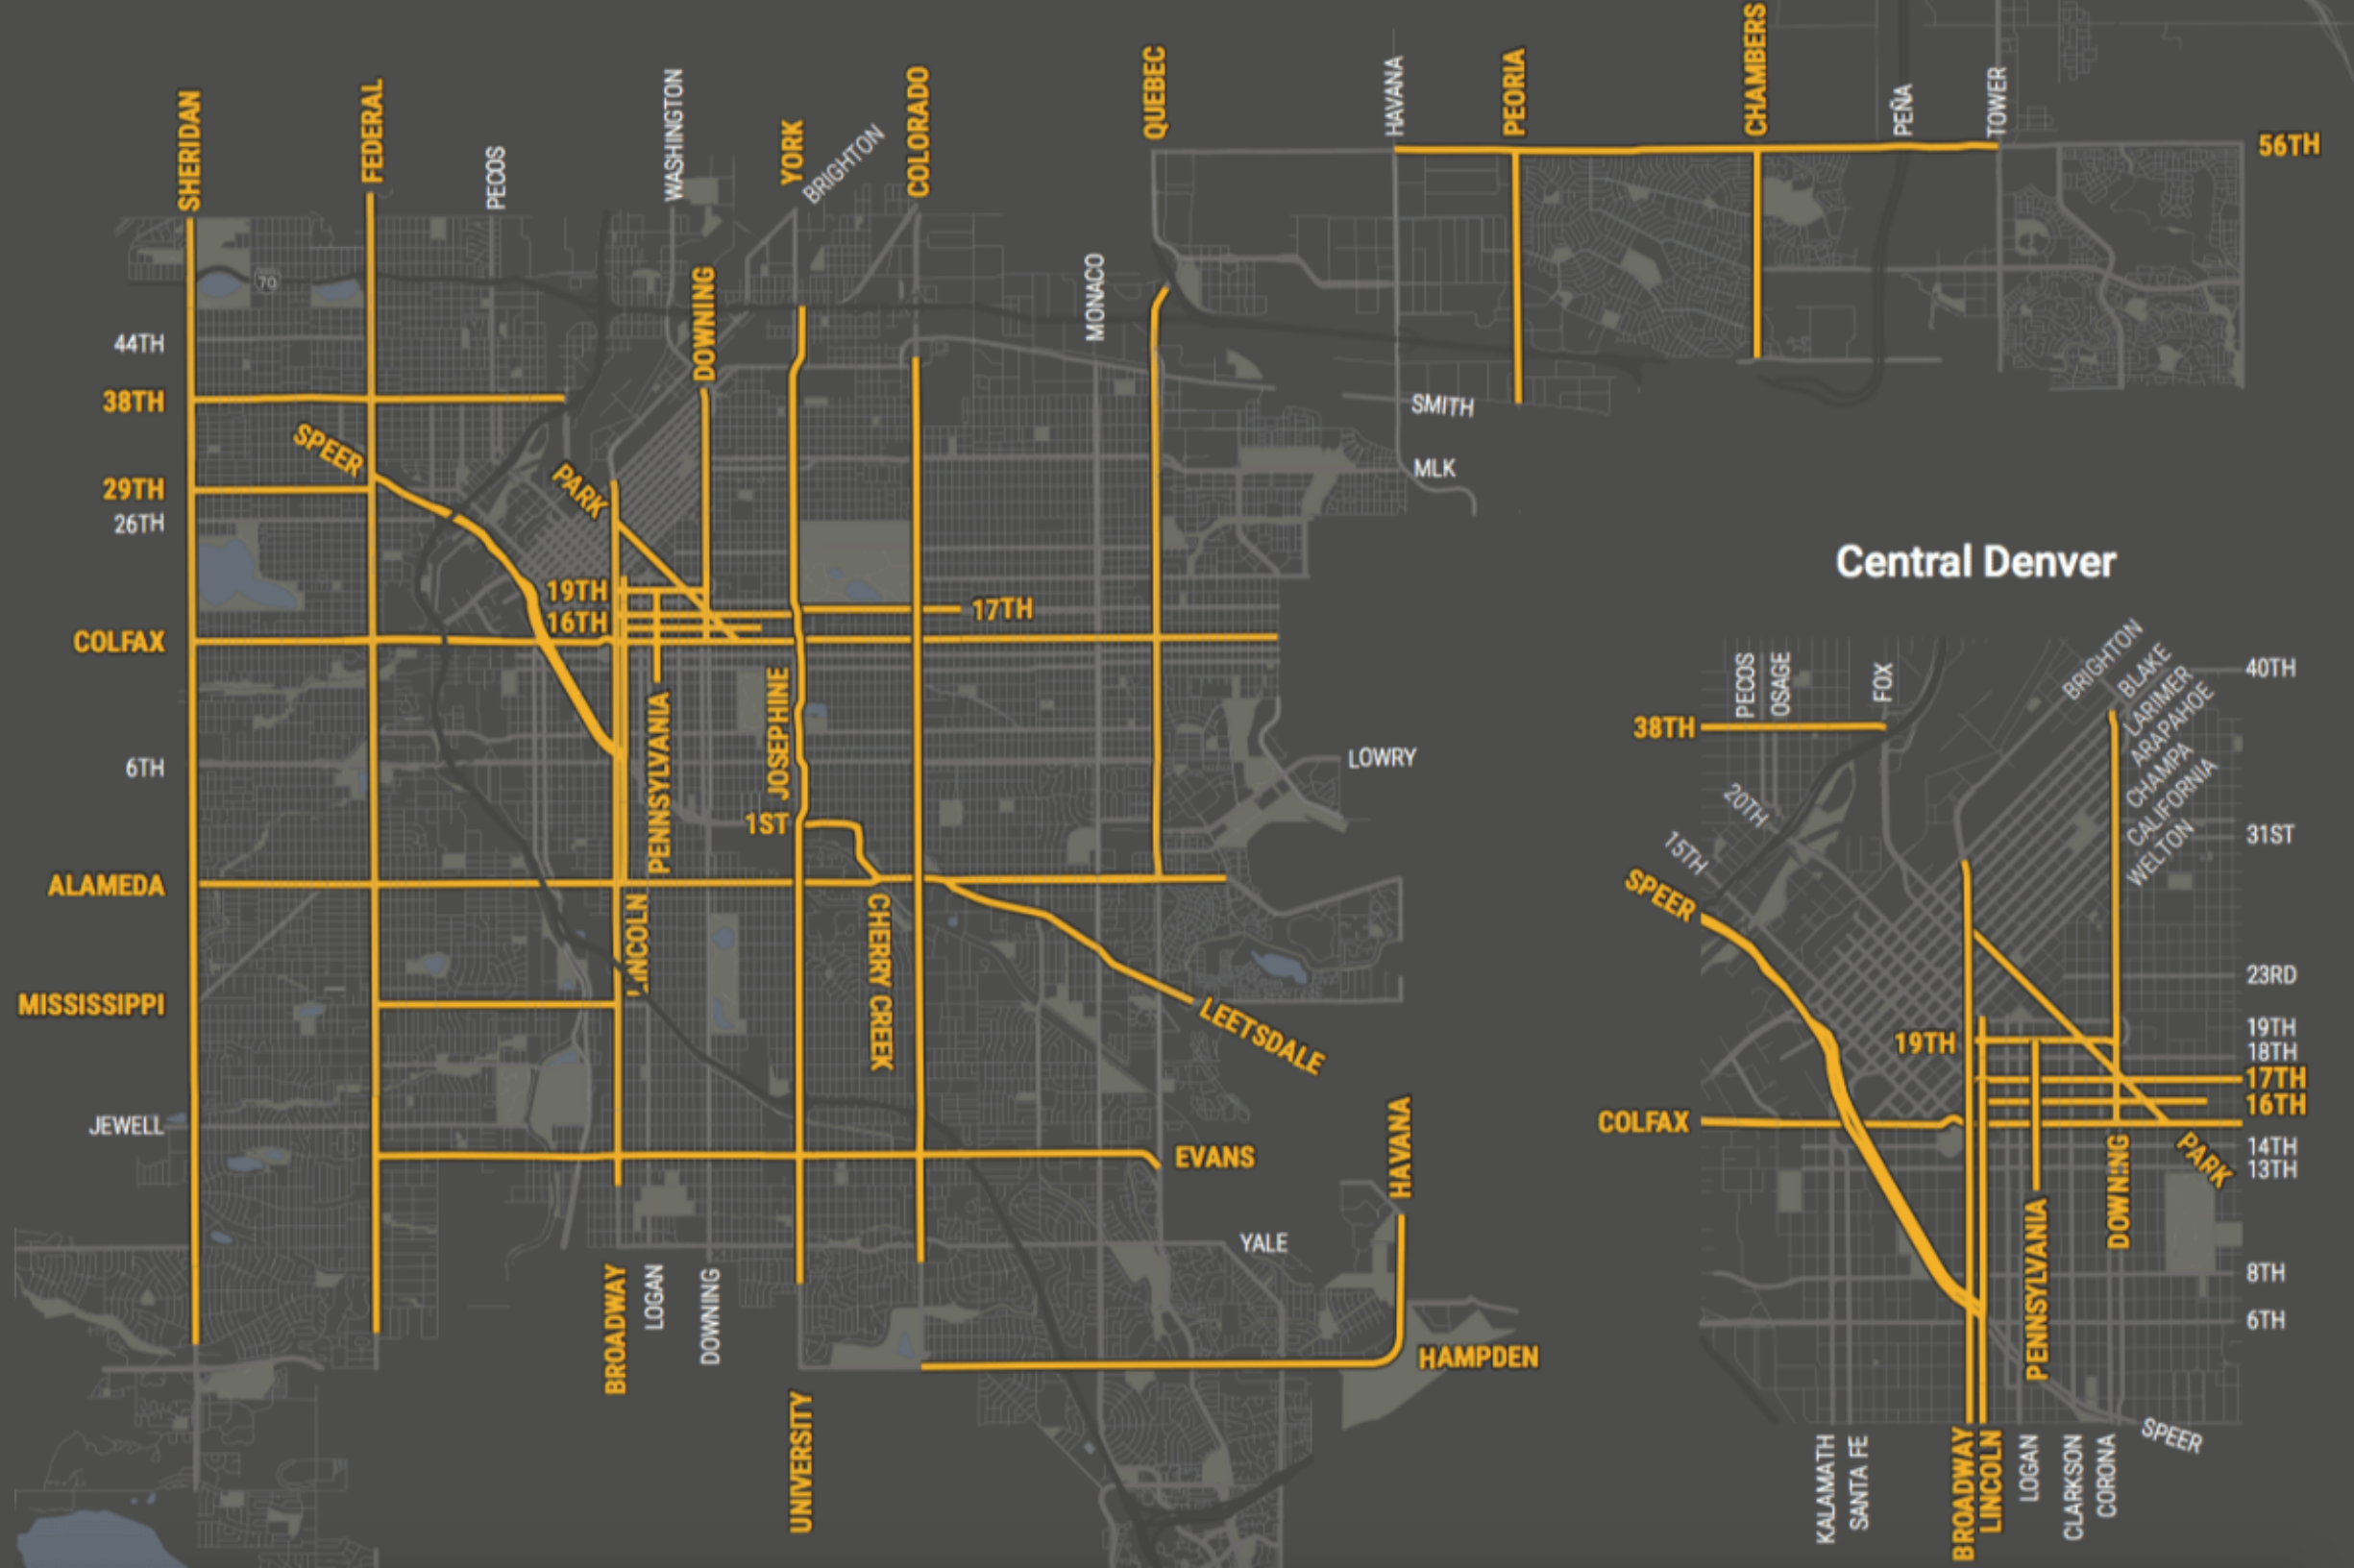 SHERIDAN
FEDERAL
PECOS
WASHINGTON
YORK
BRIGHTON
COLORADO
QUEBEC
HAVANA
PEORIA
CHAMBERS
PEÑA
TOWER
56TH
70
DOWNING
MONACO
44TH
38TH
SPEER
PARK
29TH
26TH
SMITH
MLK
19TH
16TH
17TH
COLFAX
JOSEPHINE
PENNSYLVANIA
6TH
LOWRY
1ST
ALAMEDA
LINCOLN
CHERRY CREEK
MISSISSIPPI
LEETSDALE
JEWELL
EVANS
HAVANA
YALE
BROADWAY
LOGAN
DOWNING
HAMPDEN
UNIVERSITY
Central Denver
PECOS
OSAGE
FOX
BRIGHTON
BLAKE
LARIMER
ARAPAHOE
CHAMPA
CALIFORNIA
WELTON
40TH
38TH
20TH
15TH
31ST
SPEER
23RD
19TH
19TH
18TH
17TH
16TH
COLFAX
14TH
13TH
PARK
DOWNING
PENNSYLVANIA
8TH
6TH
SPEER
KALAMATH
SANTA FE
BROADWAY
LINCOLN
LOGAN
CLARKSON
CORONA